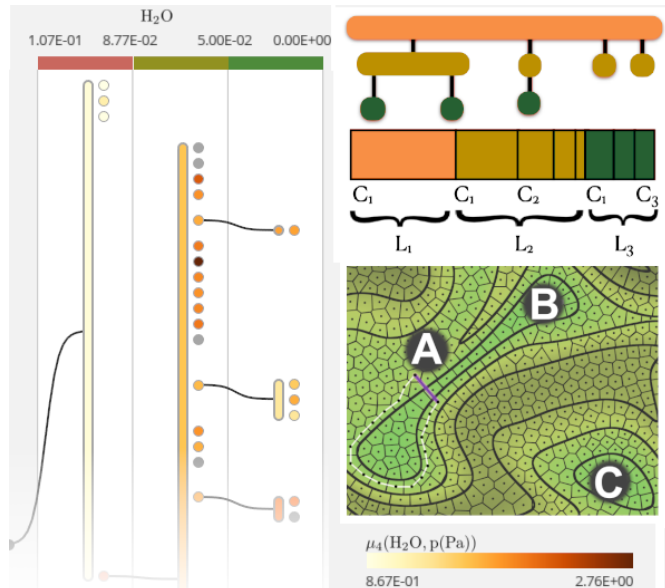 H₂O
1.07E-01 8.77E-02 5.00E-02 0.00E+00
C₁ C₁ C₂ C₁ C₃
L₁ L₂ L₃
A
B
C
μ₄(H₂O, p(Pa))
8.67E-01 2.76E+00